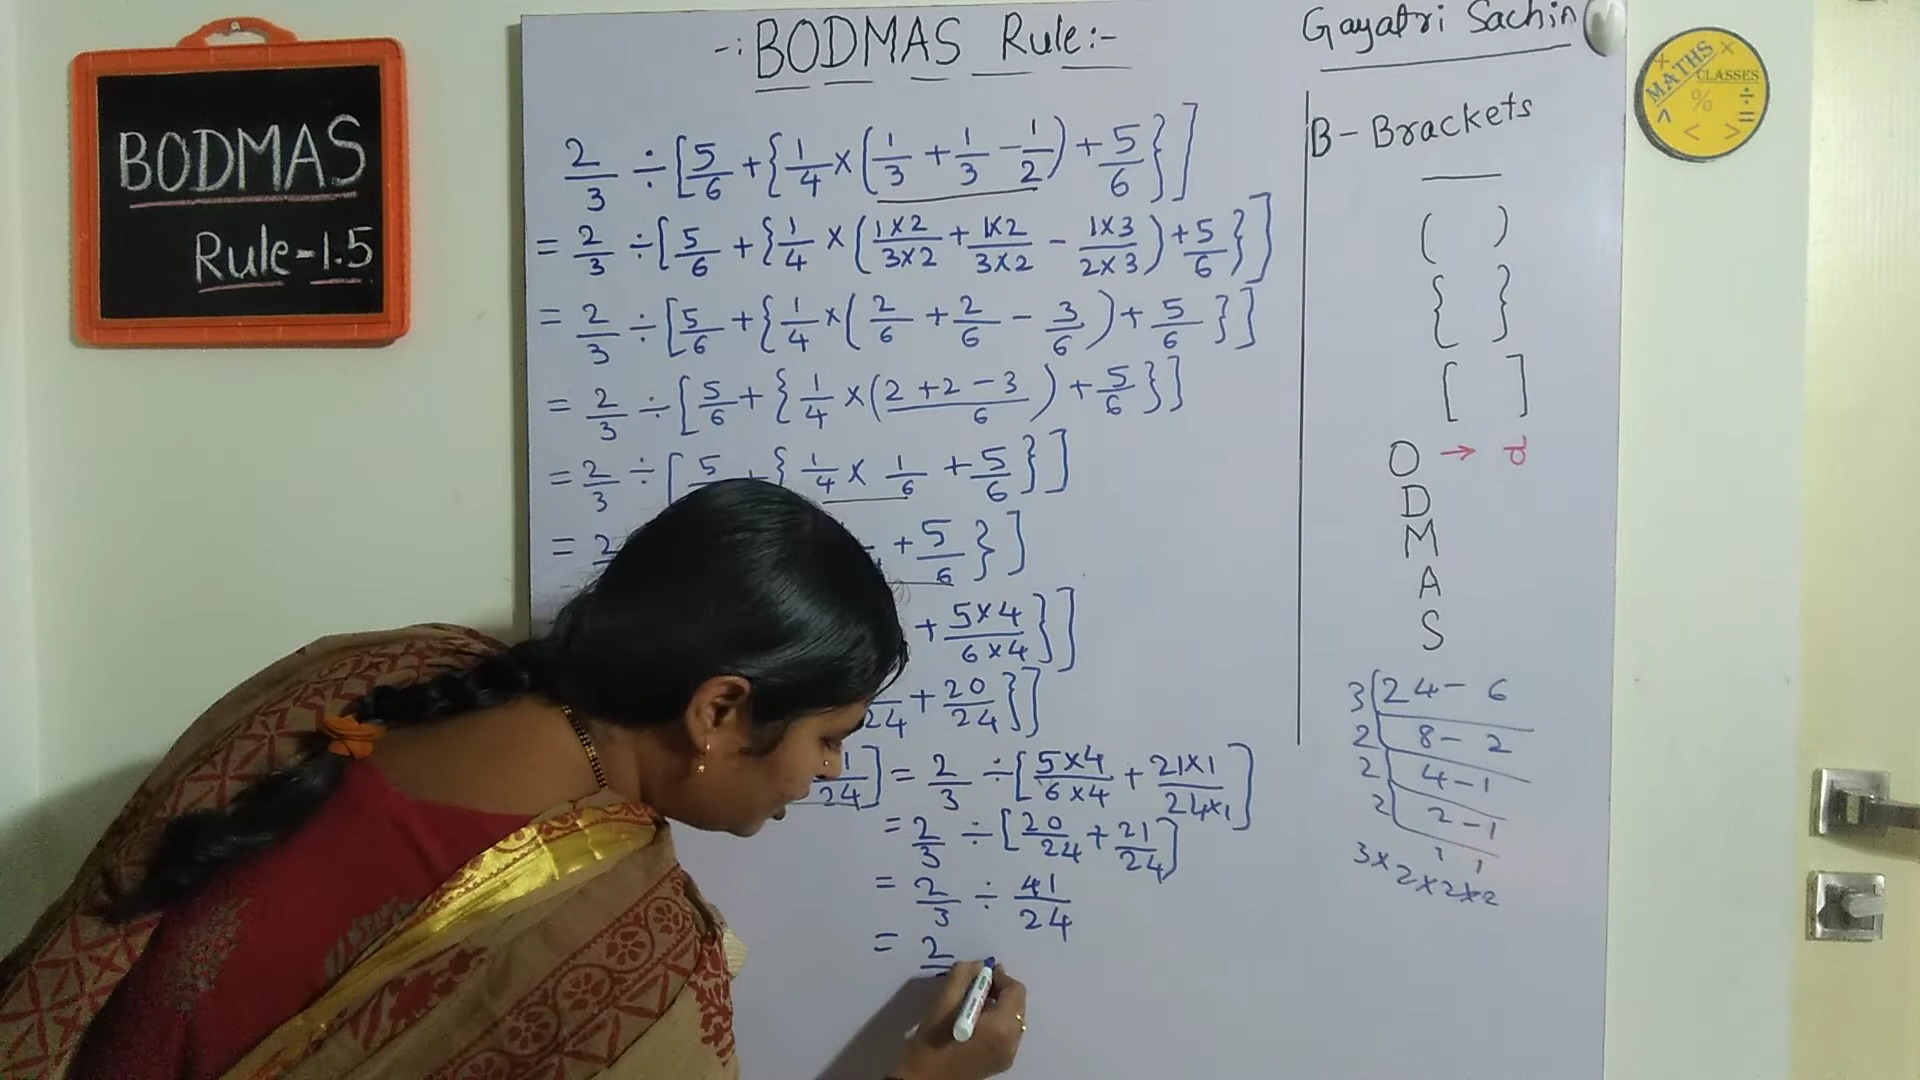 BODMAS
Rule-1.5
-: BODMAS Rule:-
2/3 ÷ [5/6 + {1/4 × (1/3 + 1/3 - 1/2) + 5/6}]
= 2/3 ÷ [5/6 + {1/4 × (1×2/3×2 + 1×2/3×2 - 1×3/2×3) + 5/6}]
= 2/3 ÷ [5/6 + {1/4 × (2/6 + 2/6 - 3/6) + 5/6}]
= 2/3 ÷ [5/6 + {1/4 × (2+2-3/6) + 5/6}]
= 2/3 ÷ [5 + {1/4 × 1/6 + 5/6}]
= 2 + 5/6}]
+ 5×4/6×4}]
24 + 20/24}]
1/24] = 2/3 ÷ [5×4/6×4 + 21×1/24×1]
= 2/3 ÷ [20/24 + 21/24]
= 2/3 ÷ 41/24
= 2
Gayatri Sachin
B - Brackets
( )
{ }
[ ]
O →
D
M
A
S
3 24 - 6
2 8 - 2
2 4 - 1
2 2 - 1
1 1
3×2×2×2
MATHS
CLASSES
× × % ÷ = ^ < >